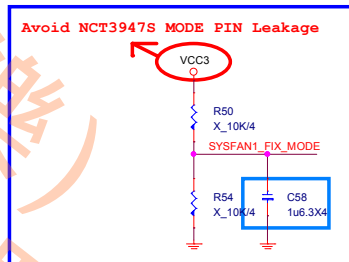 Avoid NCT3947S MODE PIN Leakage
VCC3
R50
X_10K/4
SYSFAN1_FIX_MODE
R54
X_10K/4
C58
1u6.3X4